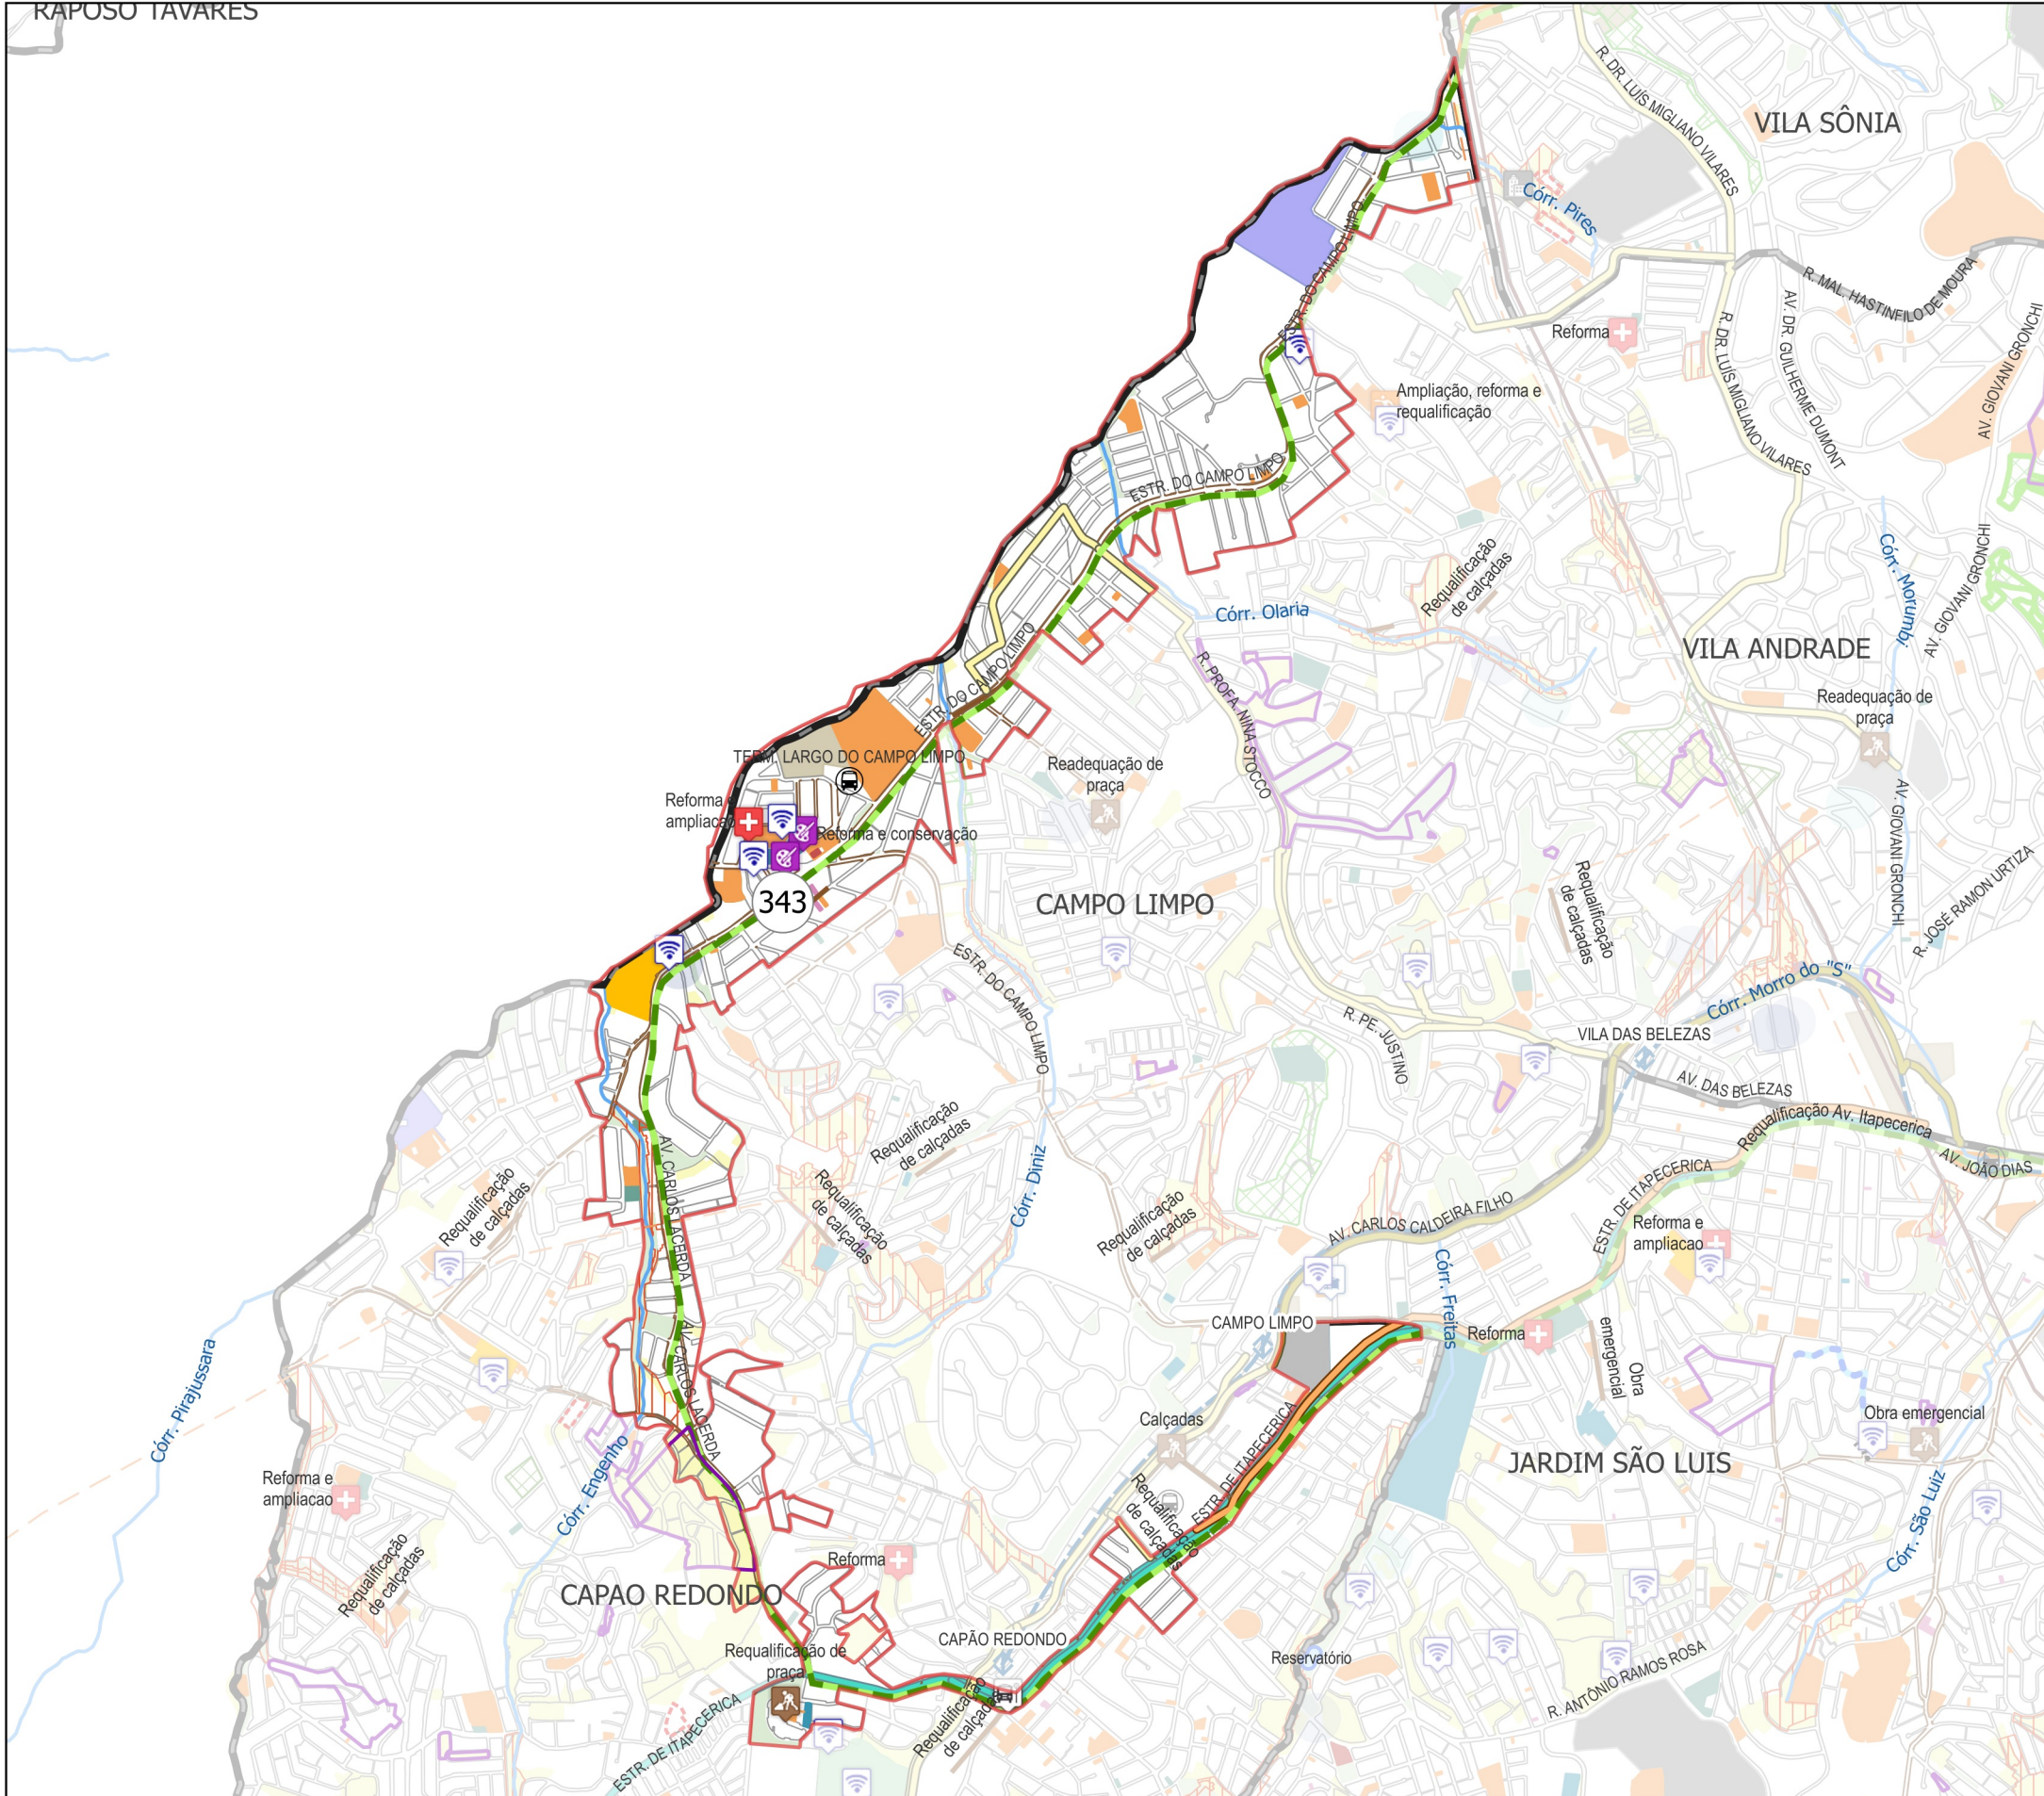 RAPOSO TAVARES
R. DR. LUÍS MIGLIANO VILARES
VILA SÔNIA
Córr. Pires
R. MAL. HASTINFILO DE MOURA
ESTR. DO CAMPO LIMPO
Reforma
R. DR. LUÍS MIGLIANO VILARES
AV. DR. GUILHERME DUMONT
AV. GIOVANI GRONCHI
Ampliação, reforma e
requalificação
ESTR. DO CAMPO LIMPO
Requalificação
de calçadas
Córr. Morumbi
AV. GIOVANI GRONCHI
Córr. Olaria
VILA ANDRADE
ESTR. DO CAMPO LIMPO
R. PROFA. NINA STOCCO
Readequação de
praça
TERM. LARGO DO CAMPO LIMPO
Readequação de
praça
Reforma
ampliacao
Reforma e conservação
AV. GIOVANI GRONCHI
343
CAMPO LIMPO
Requalificação
de calçadas
R. JOSÉ RAMON URTIZA
ESTR. DO CAMPO LIMPO
Córr. Morro do "S"
R. PE. JUSTINO
VILA DAS BELEZAS
AV. DAS BELEZAS
Requalificação Av. Itapecerica
AV. JOÃO DIAS
Requalificação
de calçadas
AV. CARLOS LACERDA
Requalificação
de calçadas
Requalificação
de calçadas
Córr. Diniz
Requalificação
de calçadas
ESTR. DE ITAPECERICA
AV. CARLOS CALDEIRA FILHO
Reforma e
ampliacao
Córr. Freitas
CAMPO LIMPO
Reforma
Obra
emergencial
Córr. Pirajussara
AV. CARLOS LACERDA
Calçadas
ESTR. DE ITAPECERICA
Obra emergencial
JARDIM SÃO LUIS
Reforma e
ampliacao
Córr. Engenho
Requalificação
de calçadas
Córr. São Luiz
Requalificação
de calçadas
Reforma
CAPAO REDONDO
CAPÃO REDONDO
Requalificação de
praça
Reservatório
R. ANTÔNIO RAMOS ROSA
Requalificação
de calçadas
ESTR. DE ITAPECERICA